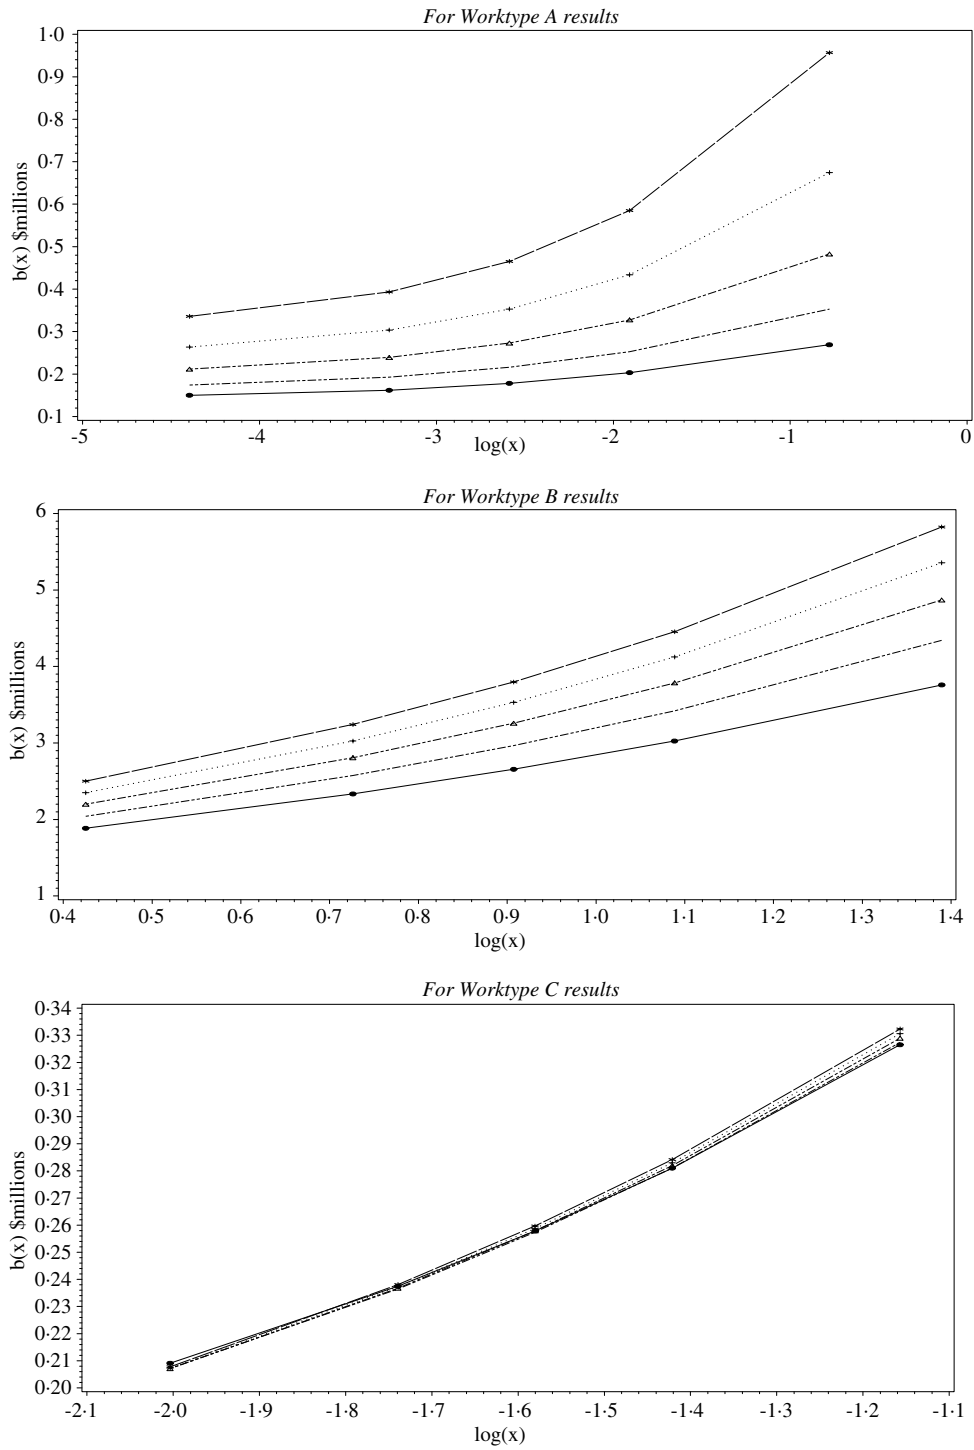 For Worktype A results
1·0
0·9
0·8
0·7
0·6
0·5
0·4
0·3
0·2
0·1
b(x) $millions
-5 -4 -3 -2 -1 0
log(x)
For Worktype B results
6
5
4
3
2
1
b(x) $millions
0·4 0·5 0·6 0·7 0·8 0·9 1·0 1·1 1·2 1·3 1·4
log(x)
For Worktype C results
0·34
0·33
0·32
0·31
0·30
0·29
0·28
0·27
0·26
0·25
0·24
0·23
0·22
0·21
0·20
b(x) $millions
-2·1 -2·0 -1·9 -1·8 -1·7 -1·6 -1·5 -1·4 -1·3 -1·2 -1·1
log(x)